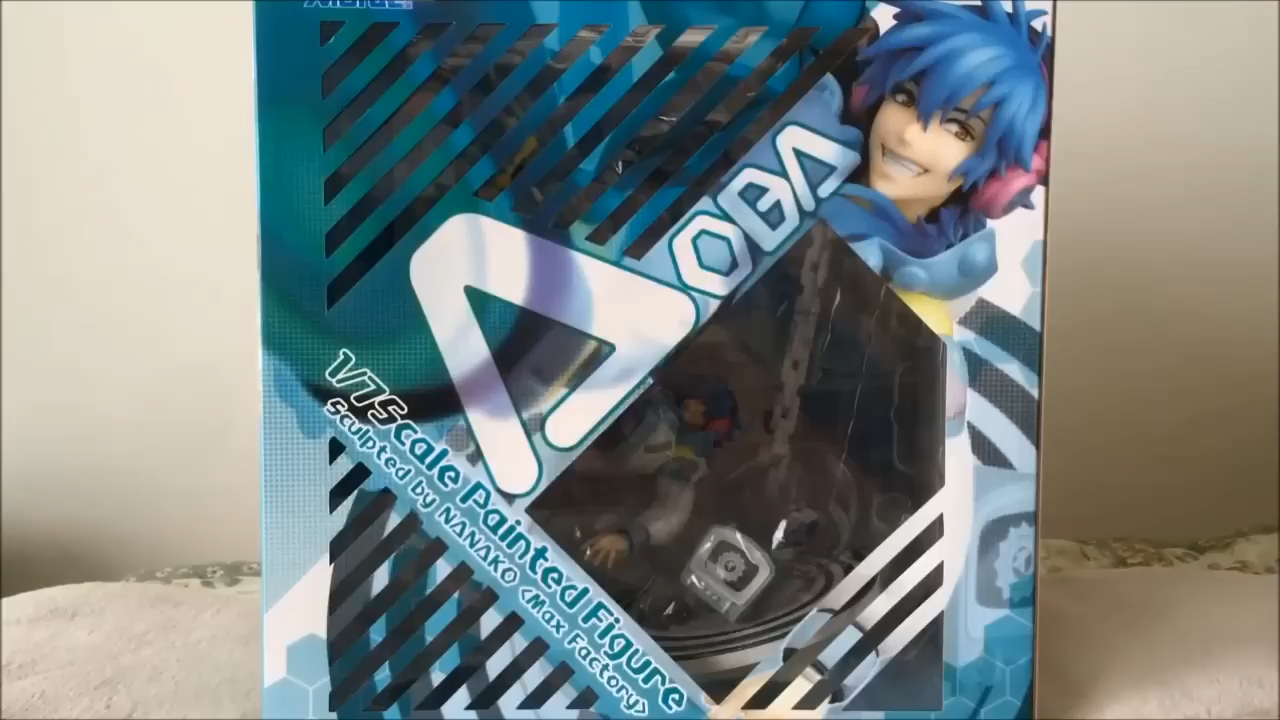 AOBA
1/7 Scale Painted Figure
Sculpted by NANAKO <Max Factory>